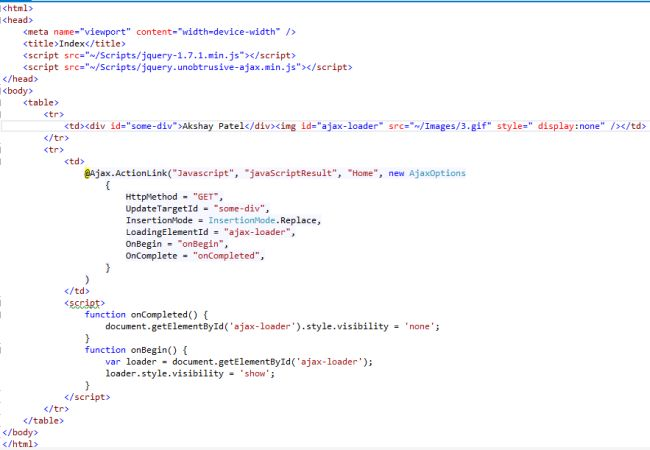 <html>
<head>
    <meta name="viewport" content="width=device-width" />
    <title>Index</title>
    <script src="~/Scripts/jquery-1.7.1.min.js"></script>
    <script src="~/Scripts/jquery.unobtrusive-ajax.min.js"></script>
</head>
<body>
    <table>
        <tr>
            <td><div id="some-div">Akshay Patel</div><img id="ajax-loader" src="~/Images/3.gif" style=" display:none" /></td>
        </tr>
        <tr>
            <td>
                @Ajax.ActionLink("Javascript", "javaScriptResult", "Home", new AjaxOptions
                    {
                        HttpMethod = "GET",
                        UpdateTargetId = "some-div",
                        InsertionMode = InsertionMode.Replace,
                        LoadingElementId = "ajax-loader",
                        OnBegin = "onBegin",
                        OnComplete = "onCompleted",
                    }
                )
            </td>
            <script>
                function onCompleted() {
                    document.getElementById('ajax-loader').style.visibility = 'none';
                }
                function onBegin() {
                    var loader = document.getElementById('ajax-loader');
                    loader.style.visibility = 'show';
                }
            </script>
        </tr>
    </table>
</body>
</html>